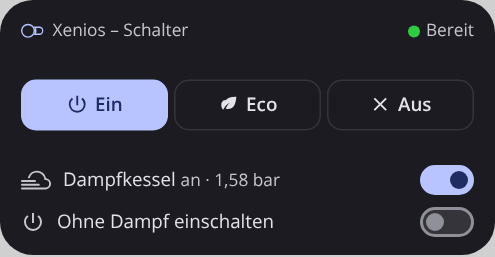 Xenios – Schalter
Bereit
Ein
Eco
Aus
Dampfkessel an · 1,58 bar
Ohne Dampf einschalten